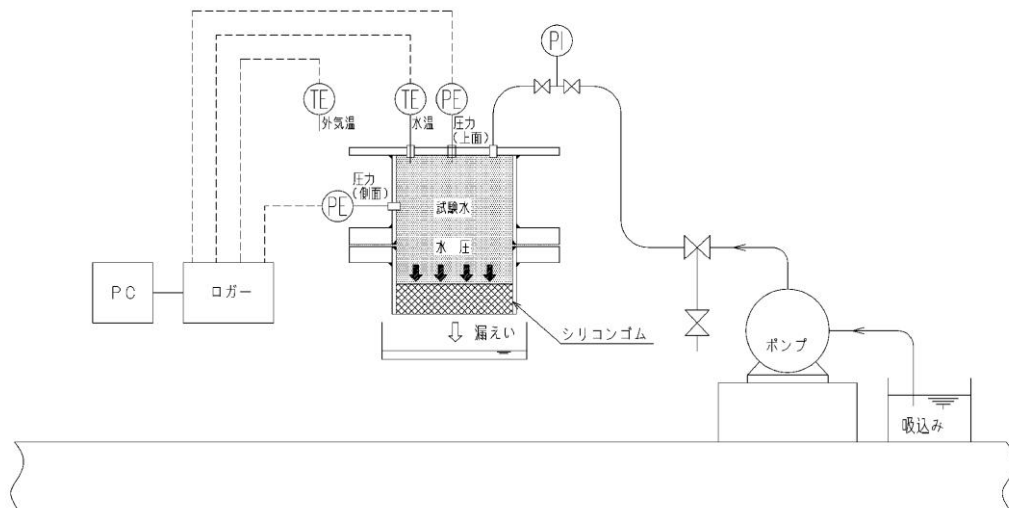 PI
TE
TE
PE
外気温
水温
圧力
(上面)
圧力
(側面)
PE
試験水
水 圧
PC
ロガー
漏えい
シリコンゴム
ポンプ
吸込み